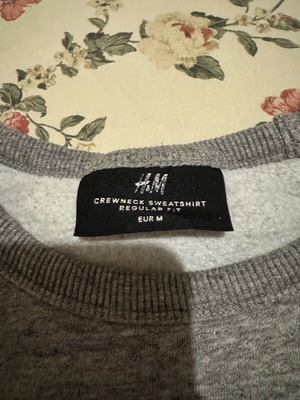 H&M
CREWNECK SWEATSHIRT
REGULAR FIT
EUR M